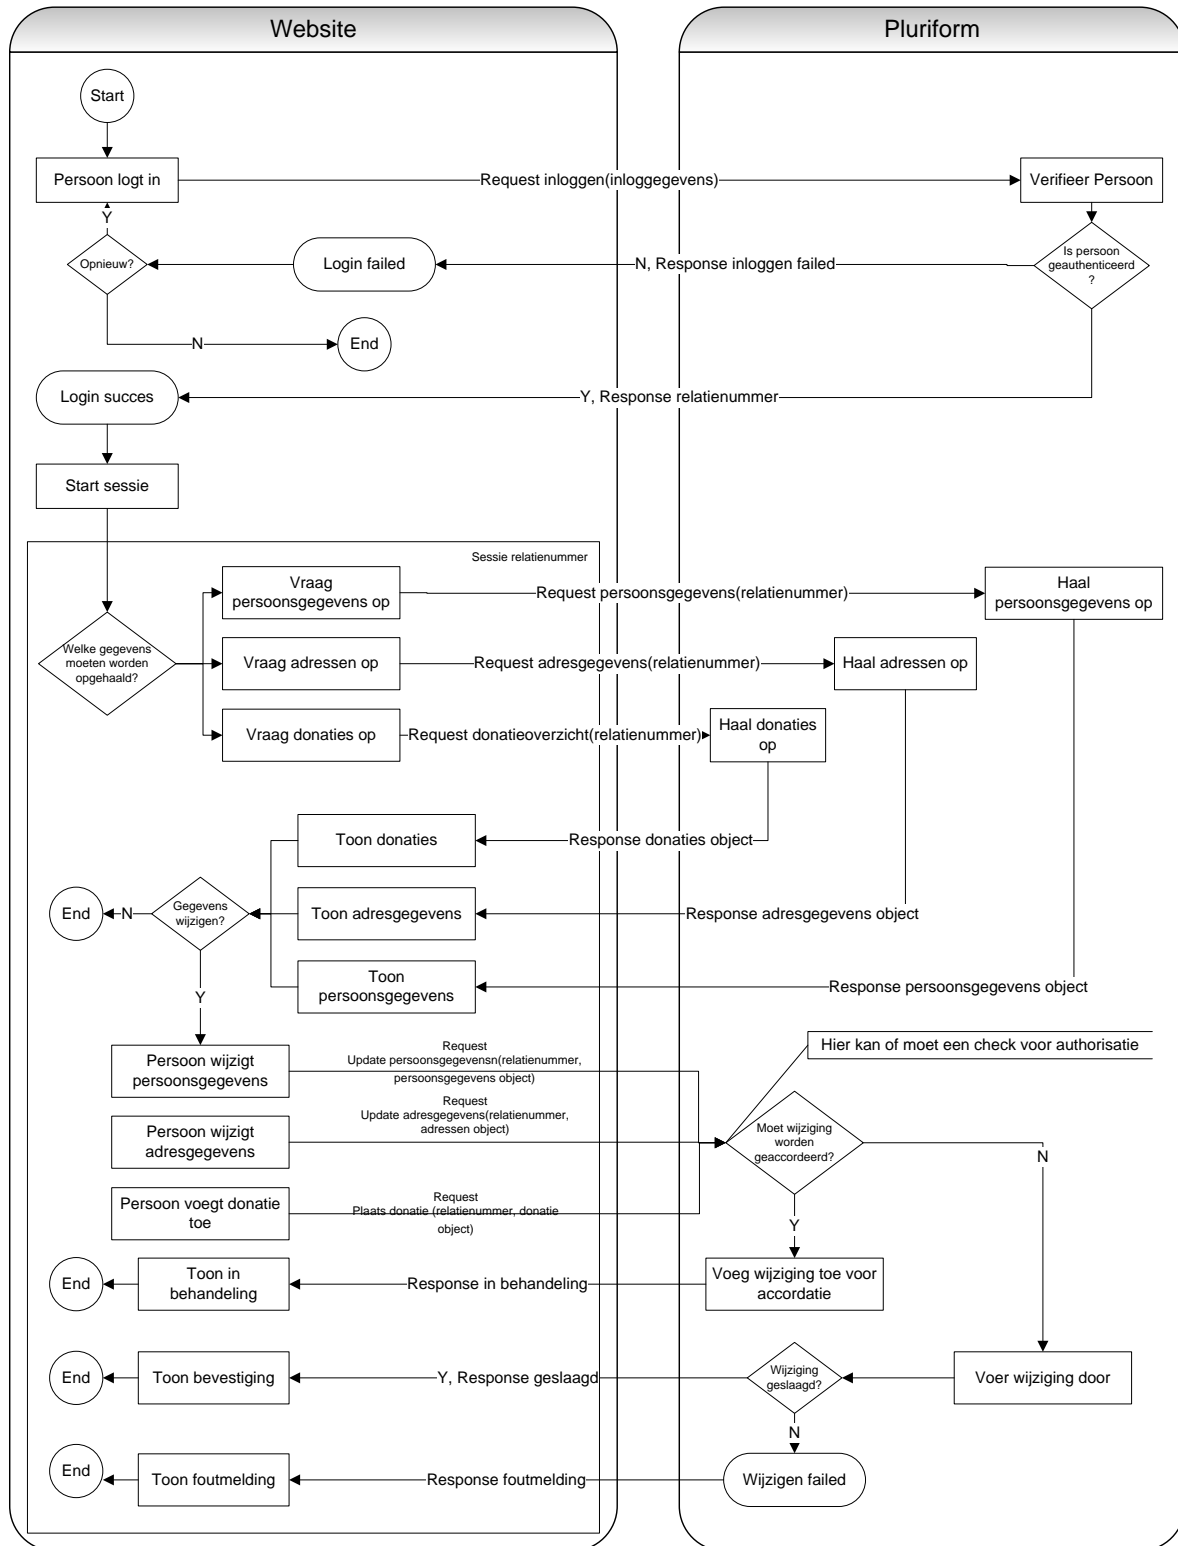 Website
Pluriform
Start
Persoon logt in
Request inloggen(inloggegevens)
Verifieer Persoon
Y
Opnieuw?
Login failed
N, Response inloggen failed
Is persoon
geauthenticeerd
?
N
End
Login succes
Y, Response relatienummer
Start sessie
Sessie relatienummer
Vraag
persoonsgegevens op
Request persoonsgegevens(relatienummer)
Haal
persoonsgegevens op
Welke gegevens
moeten worden
opgehaald?
Vraag adressen op
Request adresgegevens(relatienummer)
Haal adressen op
Vraag donaties op
Request donatieoverzicht(relatienummer)
Haal donaties
op
Toon donaties
Response donaties object
End
N
Gegevens
wijzigen?
Toon adresgegevens
Response adresgegevens object
Y
Toon
persoonsgegevens
Response persoonsgegevens object
Persoon wijzigt
persoonsgegevens
Request
Update persoonsgegevensn(relatienummer,
persoonsgegevens object)
Hier kan of moet een check voor authorisatie
Persoon wijzigt
adresgegevens
Request
Update adresgegevens(relatienummer,
adressen object)
Moet wijziging
worden
geaccordeerd?
N
Persoon voegt donatie
toe
Request
Plaats donatie (relatienummer, donatie
object)
Y
End
Toon in
behandeling
Response in behandeling
Voeg wijziging toe voor
accordatie
End
Toon bevestiging
Y, Response geslaagd
Wijziging
geslaagd?
Voer wijziging door
N
End
Toon foutmelding
Response foutmelding
Wijzigen failed